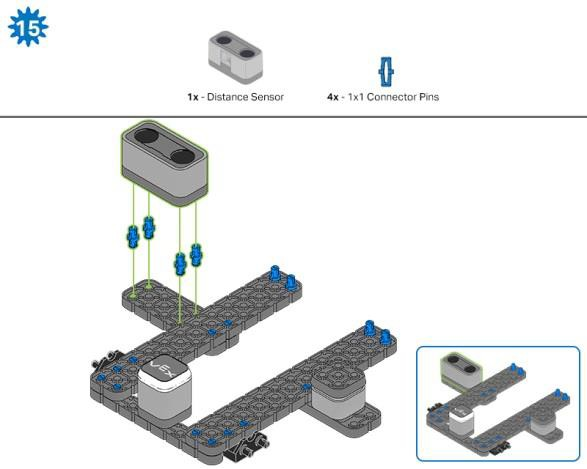 15
1x - Distance Sensor
4x - 1x1 Connector Pins
VEX